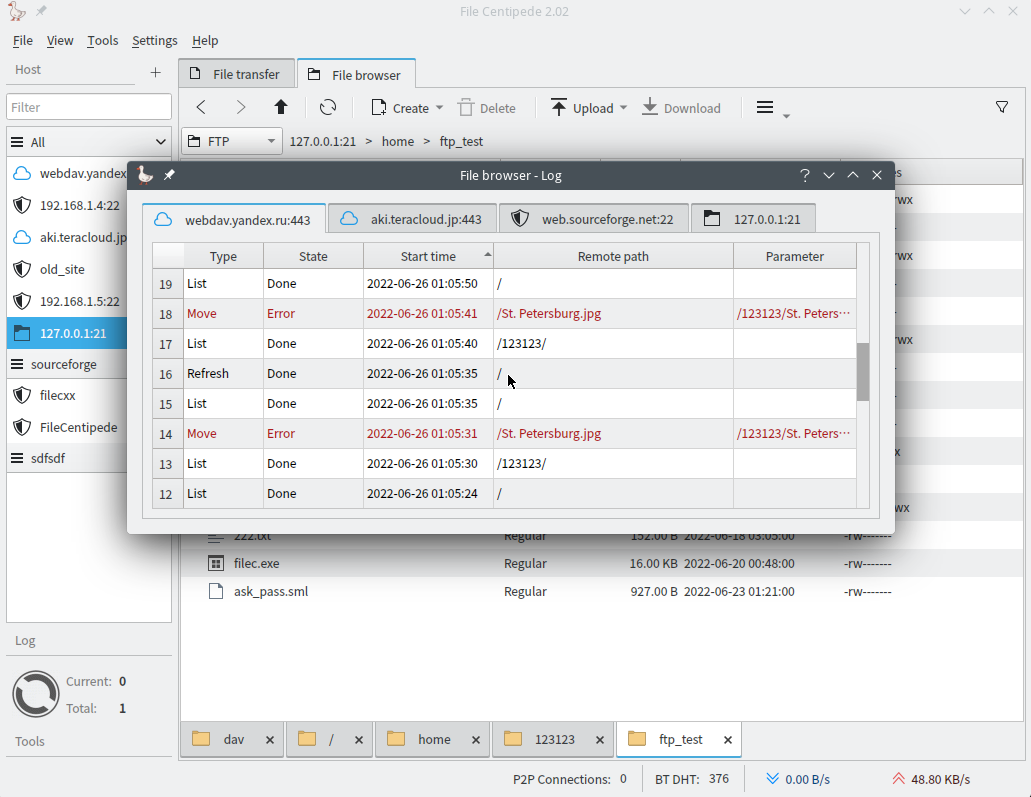 File Centipede 2.02
File View Tools Settings Help
Host
Filter
All
webdav.yandex
192.168.1.4:22
aki.teracloud.jp
old_site
192.168.1.5:22
127.0.0.1:21
sourceforge
filecxx
FileCentipede
sdfsdf
Log
Current: 0
Total: 1
Tools
File transfer File browser
Create Delete Upload Download
FTP 127.0.0.1:21 > home > ftp_test
File browser - Log
webdav.yandex.ru:443 aki.teracloud.jp:443 web.sourceforge.net:22 127.0.0.1:21
Type State Start time Remote path Parameter
19 List Done 2022-06-26 01:05:50 /
18 Move Error 2022-06-26 01:05:41 /St. Petersburg.jpg /123123/St. Peters···
17 List Done 2022-06-26 01:05:40 /123123/
16 Refresh Done 2022-06-26 01:05:35 /
15 List Done 2022-06-26 01:05:35 /
14 Move Error 2022-06-26 01:05:31 /St. Petersburg.jpg /123123/St. Peters···
13 List Done 2022-06-26 01:05:30 /123123/
12 List Done 2022-06-26 01:05:24 /
s
rwx
wx
rwx
x
wx
222.txt Regular 152.00 B 2022-06-18 03:05:00 -rw-------
filec.exe Regular 16.00 KB 2022-06-20 00:48:00 -rw-------
ask_pass.sml Regular 927.00 B 2022-06-23 01:21:00 -rw-------
dav / home 123123 ftp_test
P2P Connections: 0 BT DHT: 376 0.00 B/s 48.80 KB/s